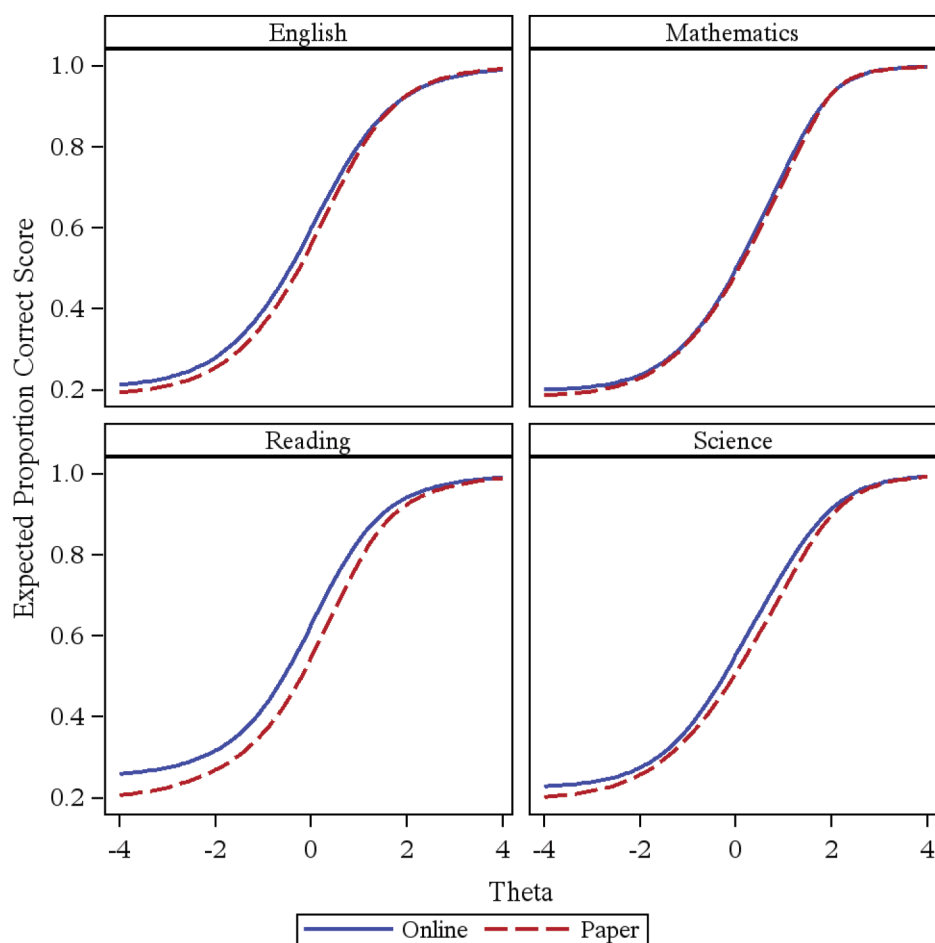 English
Mathematics
1.0
0.8
0.6
0.4
0.2
Reading
Science
1.0
0.8
0.6
0.4
0.2
Expected Proportion Correct Score
-4 -2 0 2 4
-4 -2 0 2 4
Theta
Online Paper